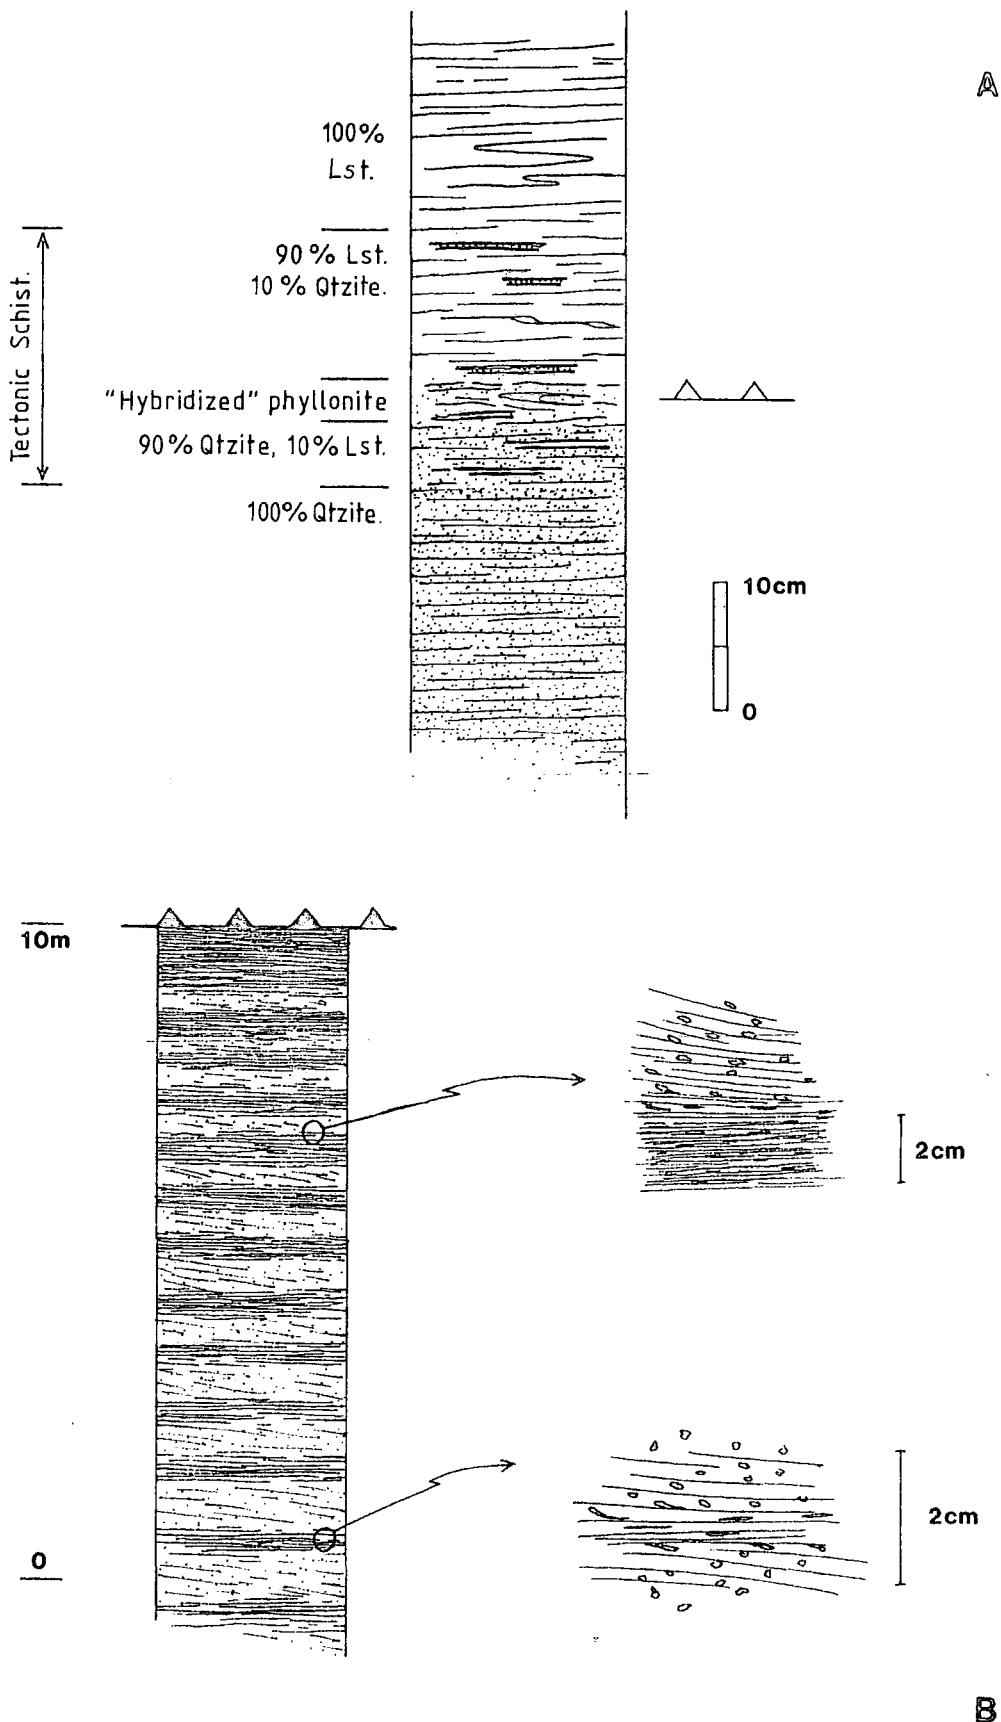 A
100%
Lst.
90% Lst.
10% Qtzite.
Tectonic Schist.
"Hybridized" phyllonite
90% Qtzite, 10% Lst.
100% Qtzite.
10cm
0
10m
2cm
2cm
0
B